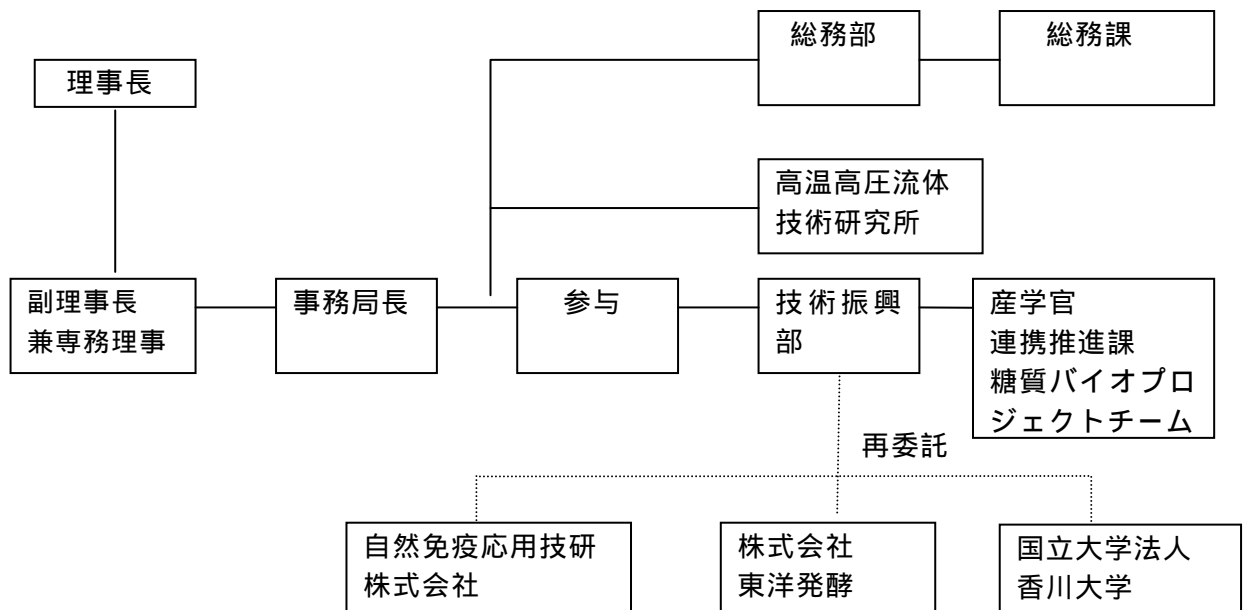 総務部
総務課
理事長
高温高圧流体
技術研究所
副理事長
兼専務理事
事務局長
参与
技術振興
部
産学官
連携推進課
糖質バイオプロ
ジェクトチーム
再委託
自然免疫応用技研
株式会社
株式会社
東洋発酵
国立大学法人
香川大学